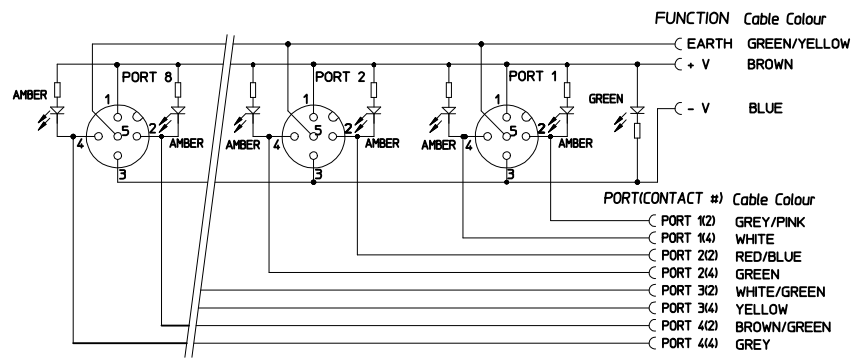 FUNCTION Cable Colour
EARTH GREEN/YELLOW
+ V BROWN
PORT 8 PORT 2 PORT 1
AMBER GREEN
1 1 1
- V BLUE
4 5 2 4 5 2 4 5 2
AMBER AMBER AMBER AMBER AMBER
3 3 3
PORT(CONTACT #) Cable Colour
PORT 1(2) GREY/PINK
PORT 1(4) WHITE
PORT 2(2) RED/BLUE
PORT 2(4) GREEN
PORT 3(2) WHITE/GREEN
PORT 3(4) YELLOW
PORT 4(2) BROWN/GREEN
PORT 4(4) GREY